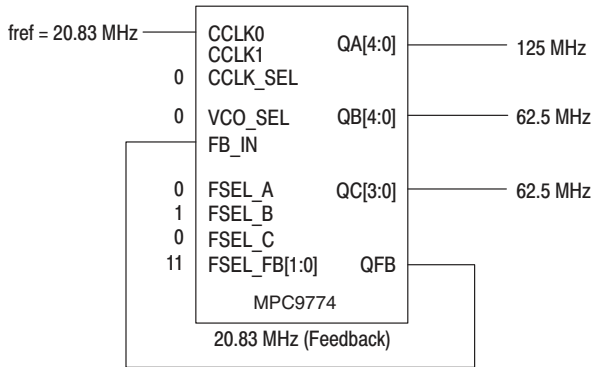 fref = 20.83 MHz CCLK0 QA[4:0] 125 MHz
CCLK1
0 CCLK_SEL
0 VCO_SEL QB[4:0] 62.5 MHz
FB_IN
0 FSEL_A QC[3:0] 62.5 MHz
1 FSEL_B
0 FSEL_C
11 FSEL_FB[1:0] QFB
MPC9774
20.83 MHz (Feedback)